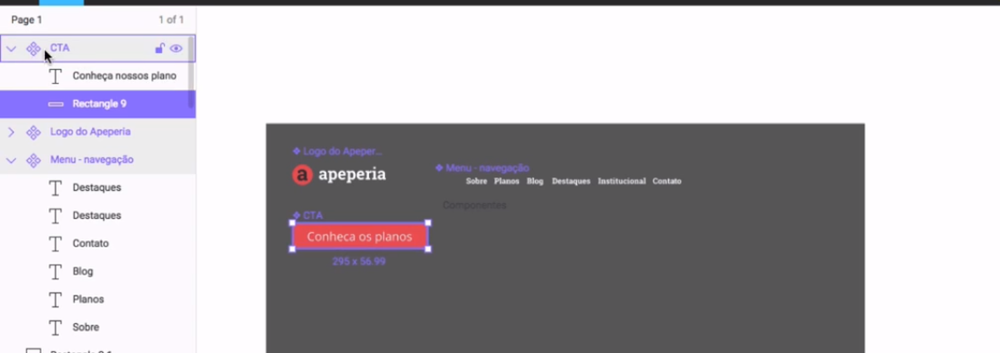 Page 1
1 of 1
CTA
Conheça nossos plano
Rectangle 9
Logo do Apeperia
Menu - navegação
Destaques
Destaques
Contato
Blog
Planos
Sobre
Logo do Apeper...
a apeperia
Menu - navegação
Sobre Planos Blog Destaques Institucional Contato
Componentes
CTA
Conheca os planos
295 x 56.99